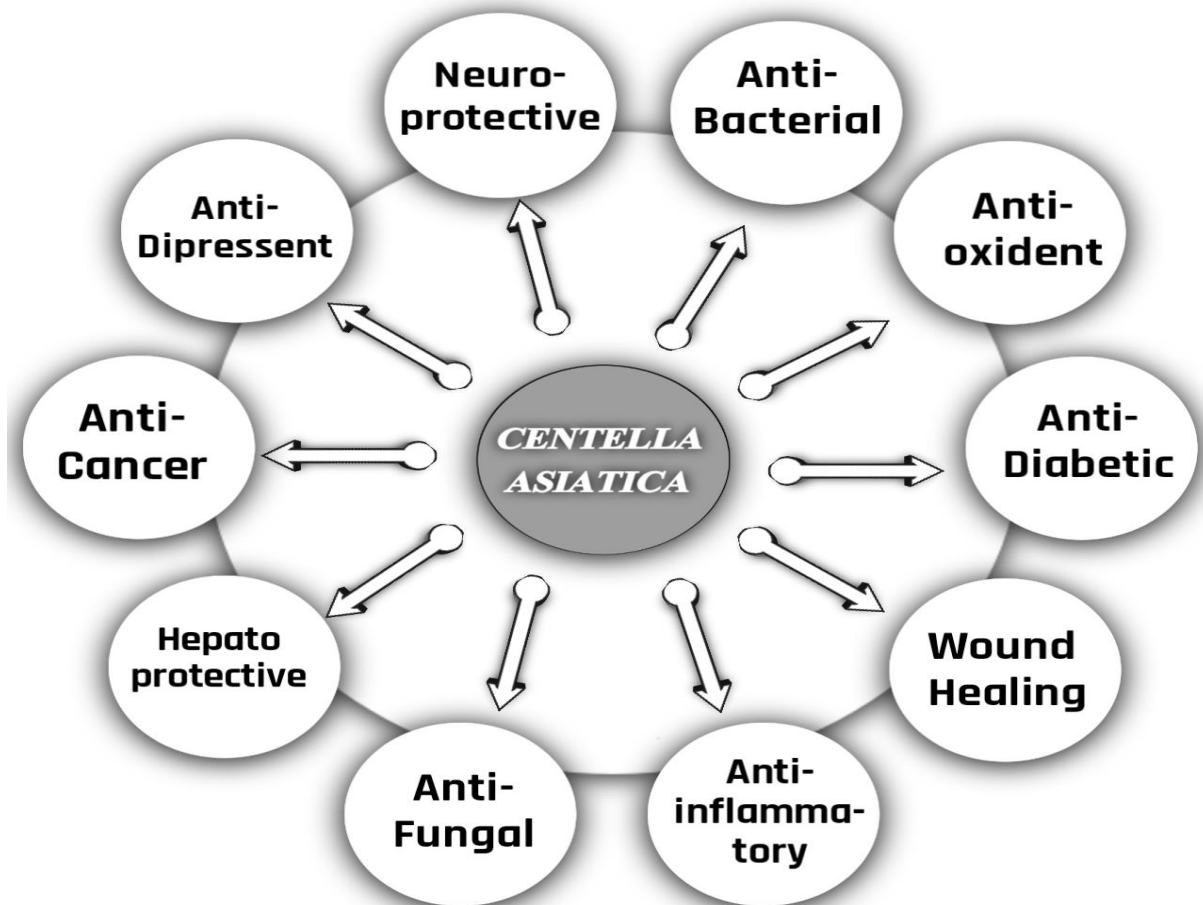 Neuro-
protective
Anti-
Bacterial
Anti-
oxident
Anti-
Diabetic
Wound
Healing
Anti-
inflamma-
tory
Anti-
Fungal
Hepato
protective
Anti-
Cancer
Anti-
Dipressent
CENTELLA
ASIATICA